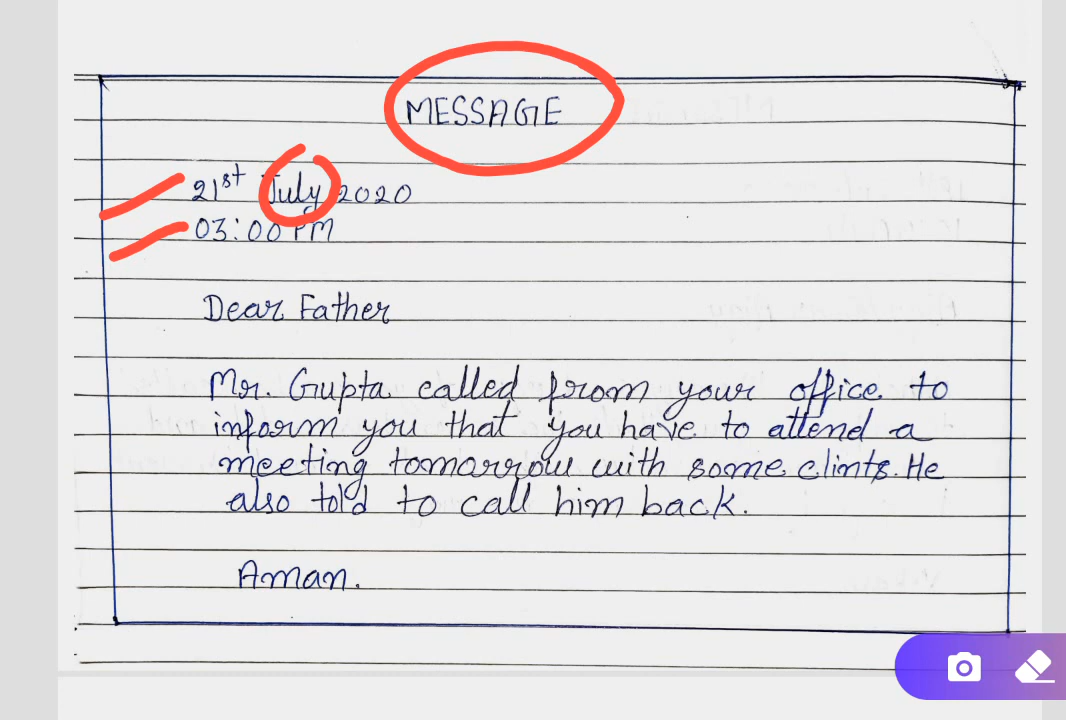 MESSAGE
21st July 2020
03:00 PM
Dear Father
Mr. Gupta called from your office to
inform you that you have to attend a
meeting tomorrow with some clints. He
also told to call him back.
Aman.